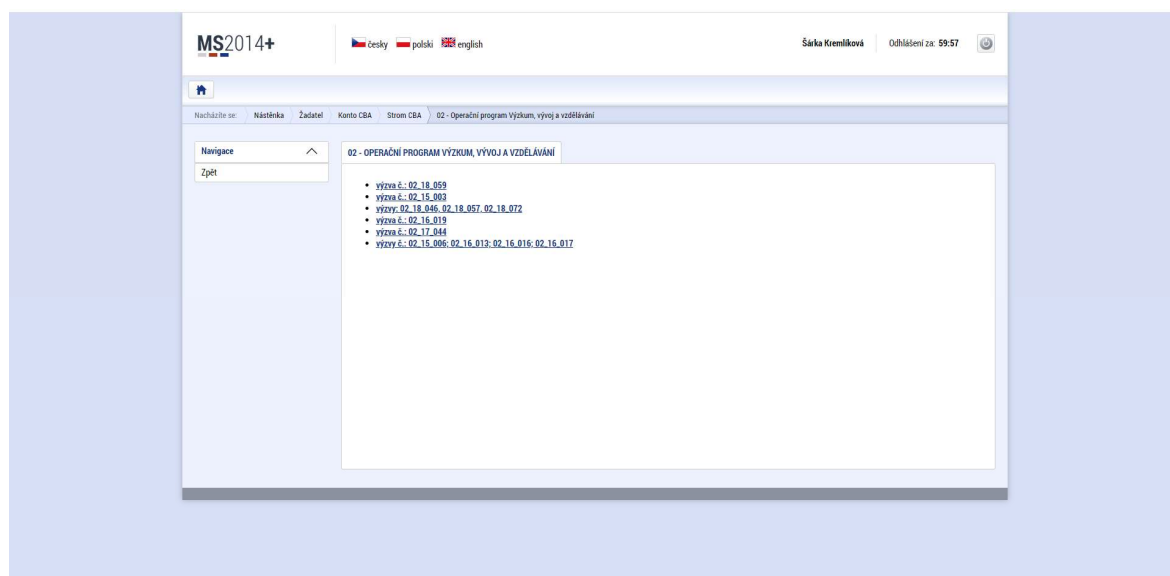 MS2014+
česky polski english
Šárka Kremlíková Odhlášení za: 59:57
Nacházíte se: Nástěnka Žadatel Konto CBA Strom CBA 02 - Operační program Výzkum, vývoj a vzdělávání
Navigace
Zpět
02 - OPERAČNÍ PROGRAM VÝZKUM, VÝVOJ A VZDĚLÁVÁNÍ
výzva č.: 02_18_059
výzva č.: 02_15_003
výzvy: 02_18_046, 02_18_057, 02_18_072
výzva č.: 02_16_019
výzva č.: 02_17_044
výzvy č.: 02_15_006; 02_16_013; 02_16_016; 02_16_017